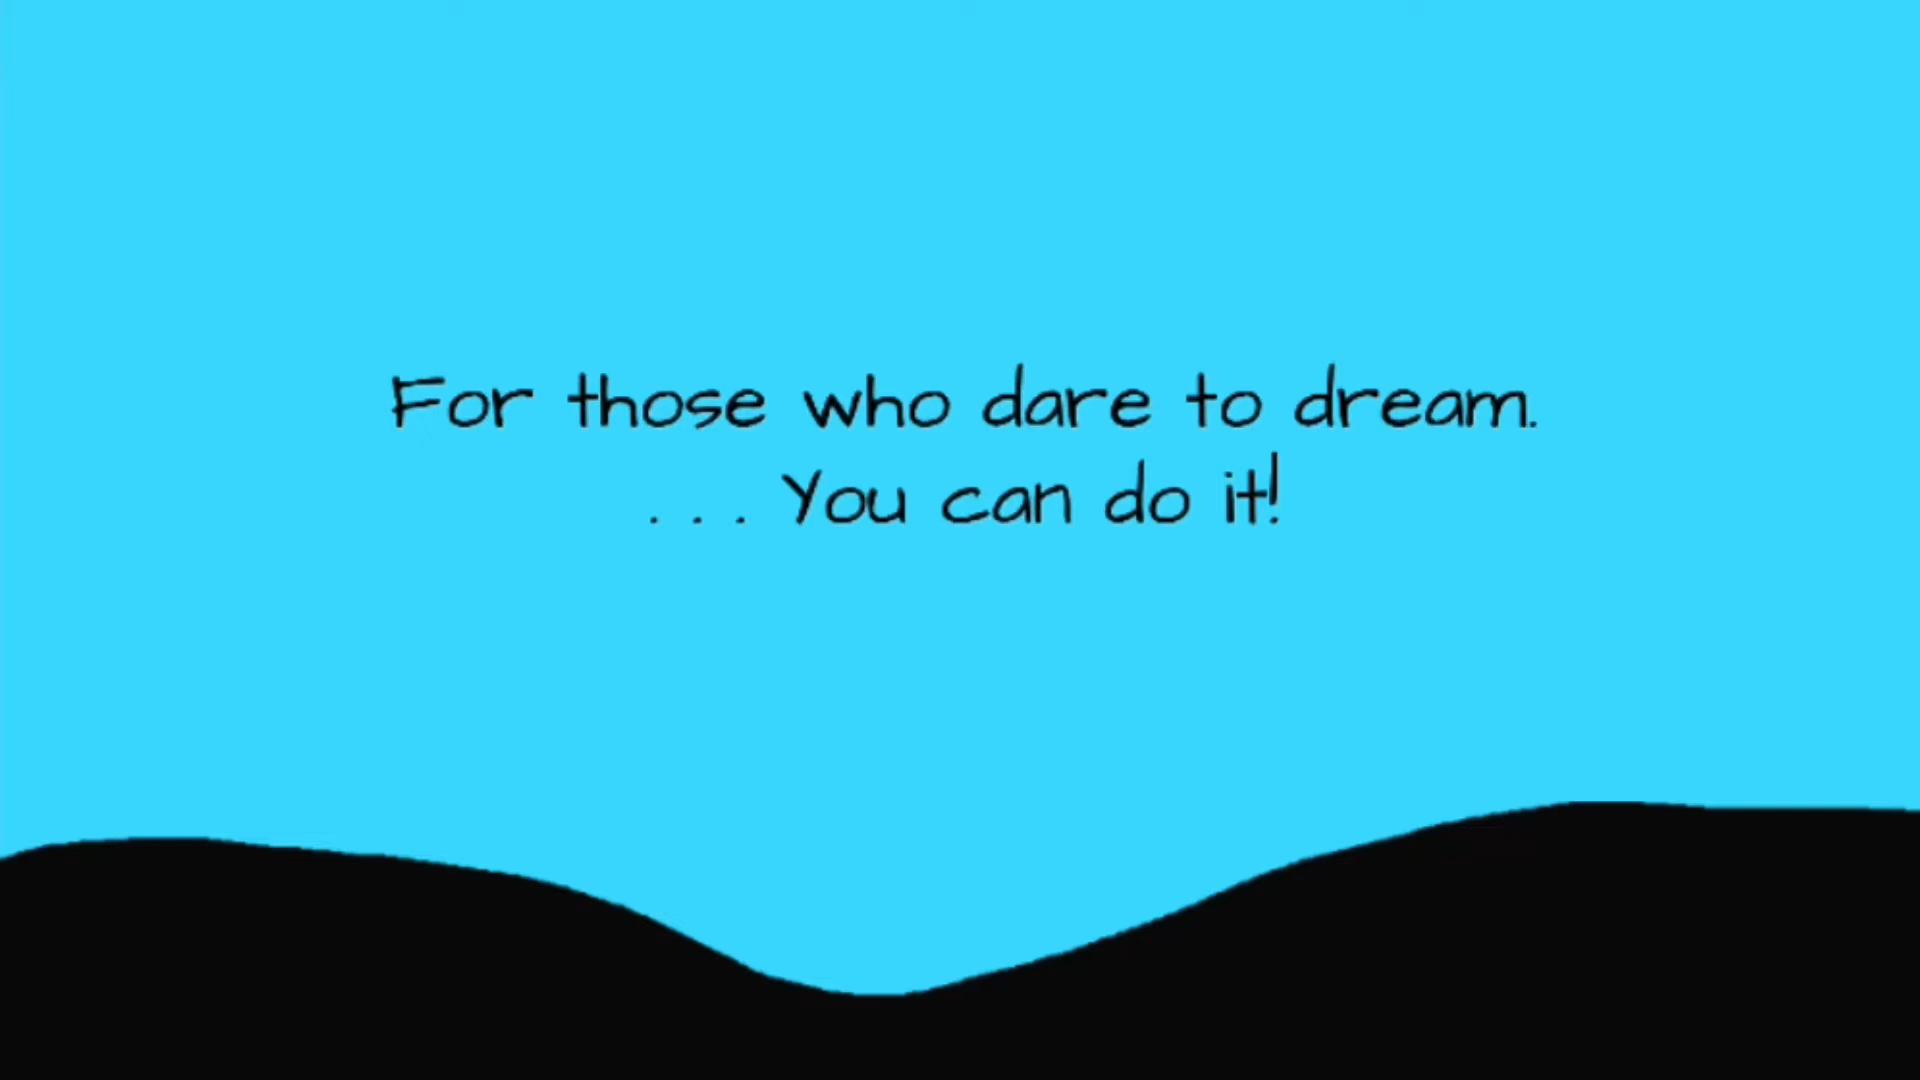 For those who dare to dream.
. . . You can do it!